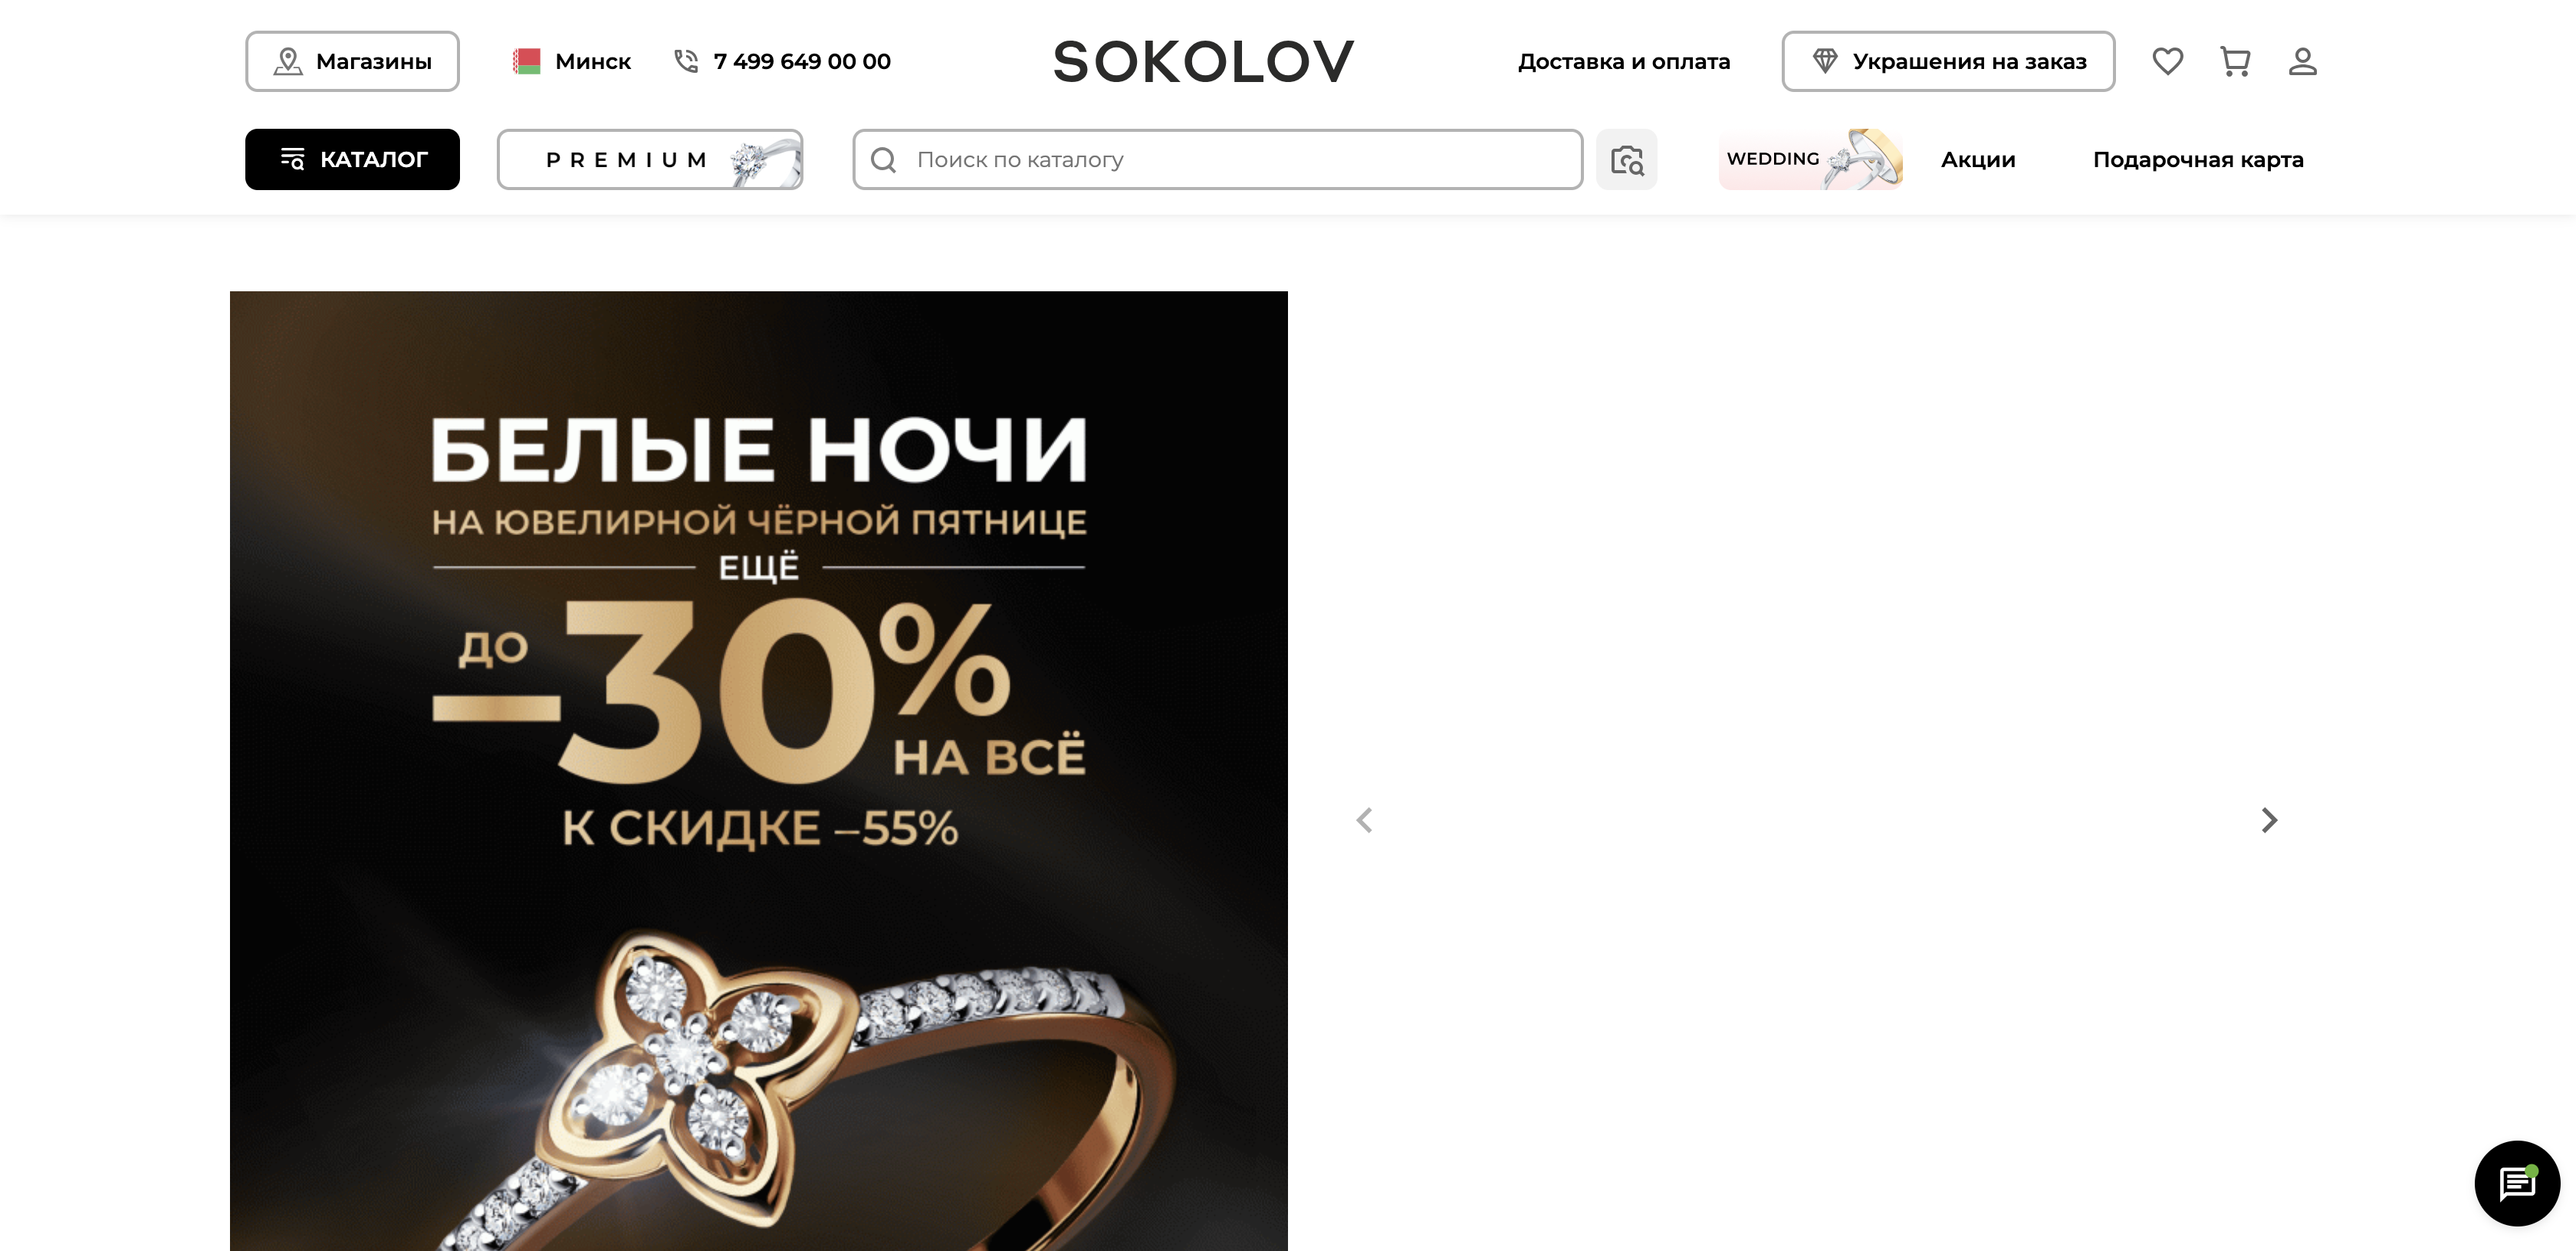 Магазины
Минск
7 499 649 00 00
SOKOLOV
Доставка и оплата
Украшения на заказ
КАТАЛОГ
PREMIUM
Поиск по каталогу
WEDDING
Акции
Подарочная карта
БЕЛЫЕ НОЧИ
НА ЮВЕЛИРНОЙ ЧЁРНОЙ ПЯТНИЦЕ
ЕЩЁ
ДО
–30%
НА ВСЁ
К СКИДКЕ –55%